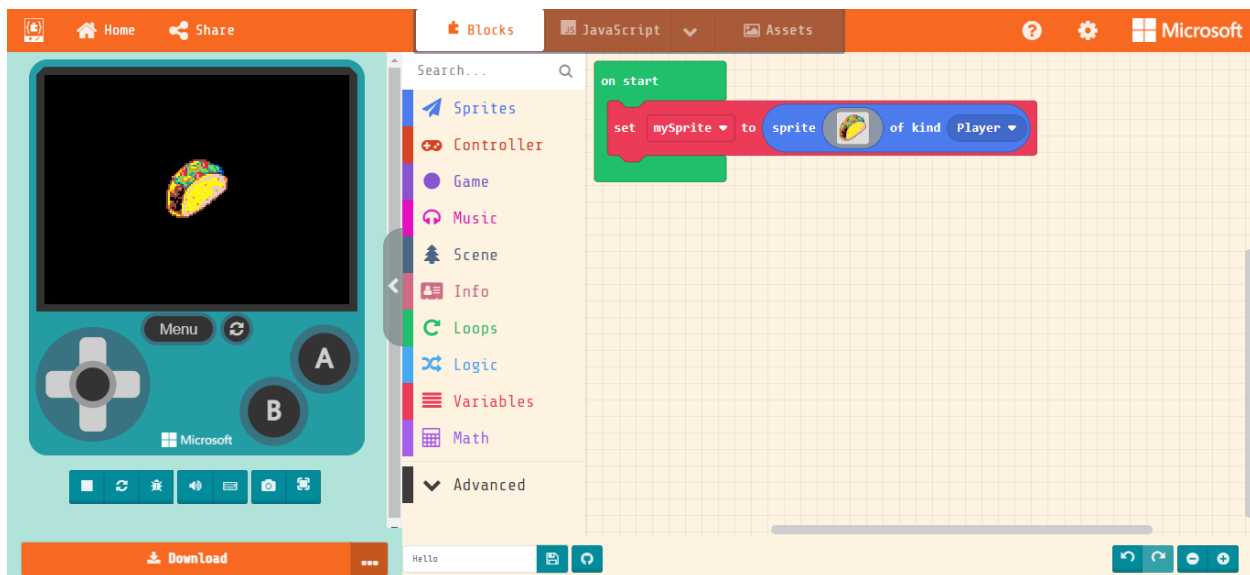 Home
Share
Blocks
JS JavaScript
Assets
?
Microsoft
Search...
Sprites
Controller
Game
Music
Scene
Info
Loops
Logic
Variables
Math
Advanced
on start
set mySprite to sprite of kind Player
Menu
A
B
Microsoft
Download
...
Hello